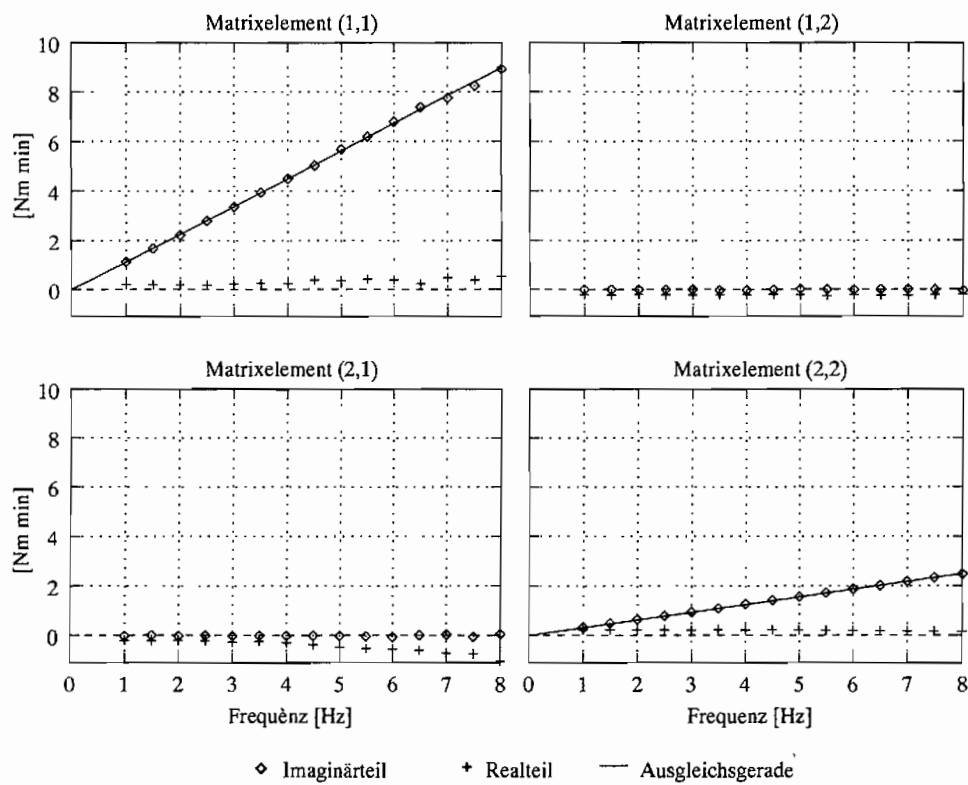 Matrixelement (1,1)
Matrixelement (1,2)
10
8
6
4
2
0
[Nm min]
Matrixelement (2,1)
Matrixelement (2,2)
10
8
6
4
2
0
[Nm min]
0 1 2 3 4 5 6 7 8
0 1 2 3 4 5 6 7 8
Frequènz [Hz]
Frequenz [Hz]
Imaginärteil
Realteil
Ausgleichsgerade